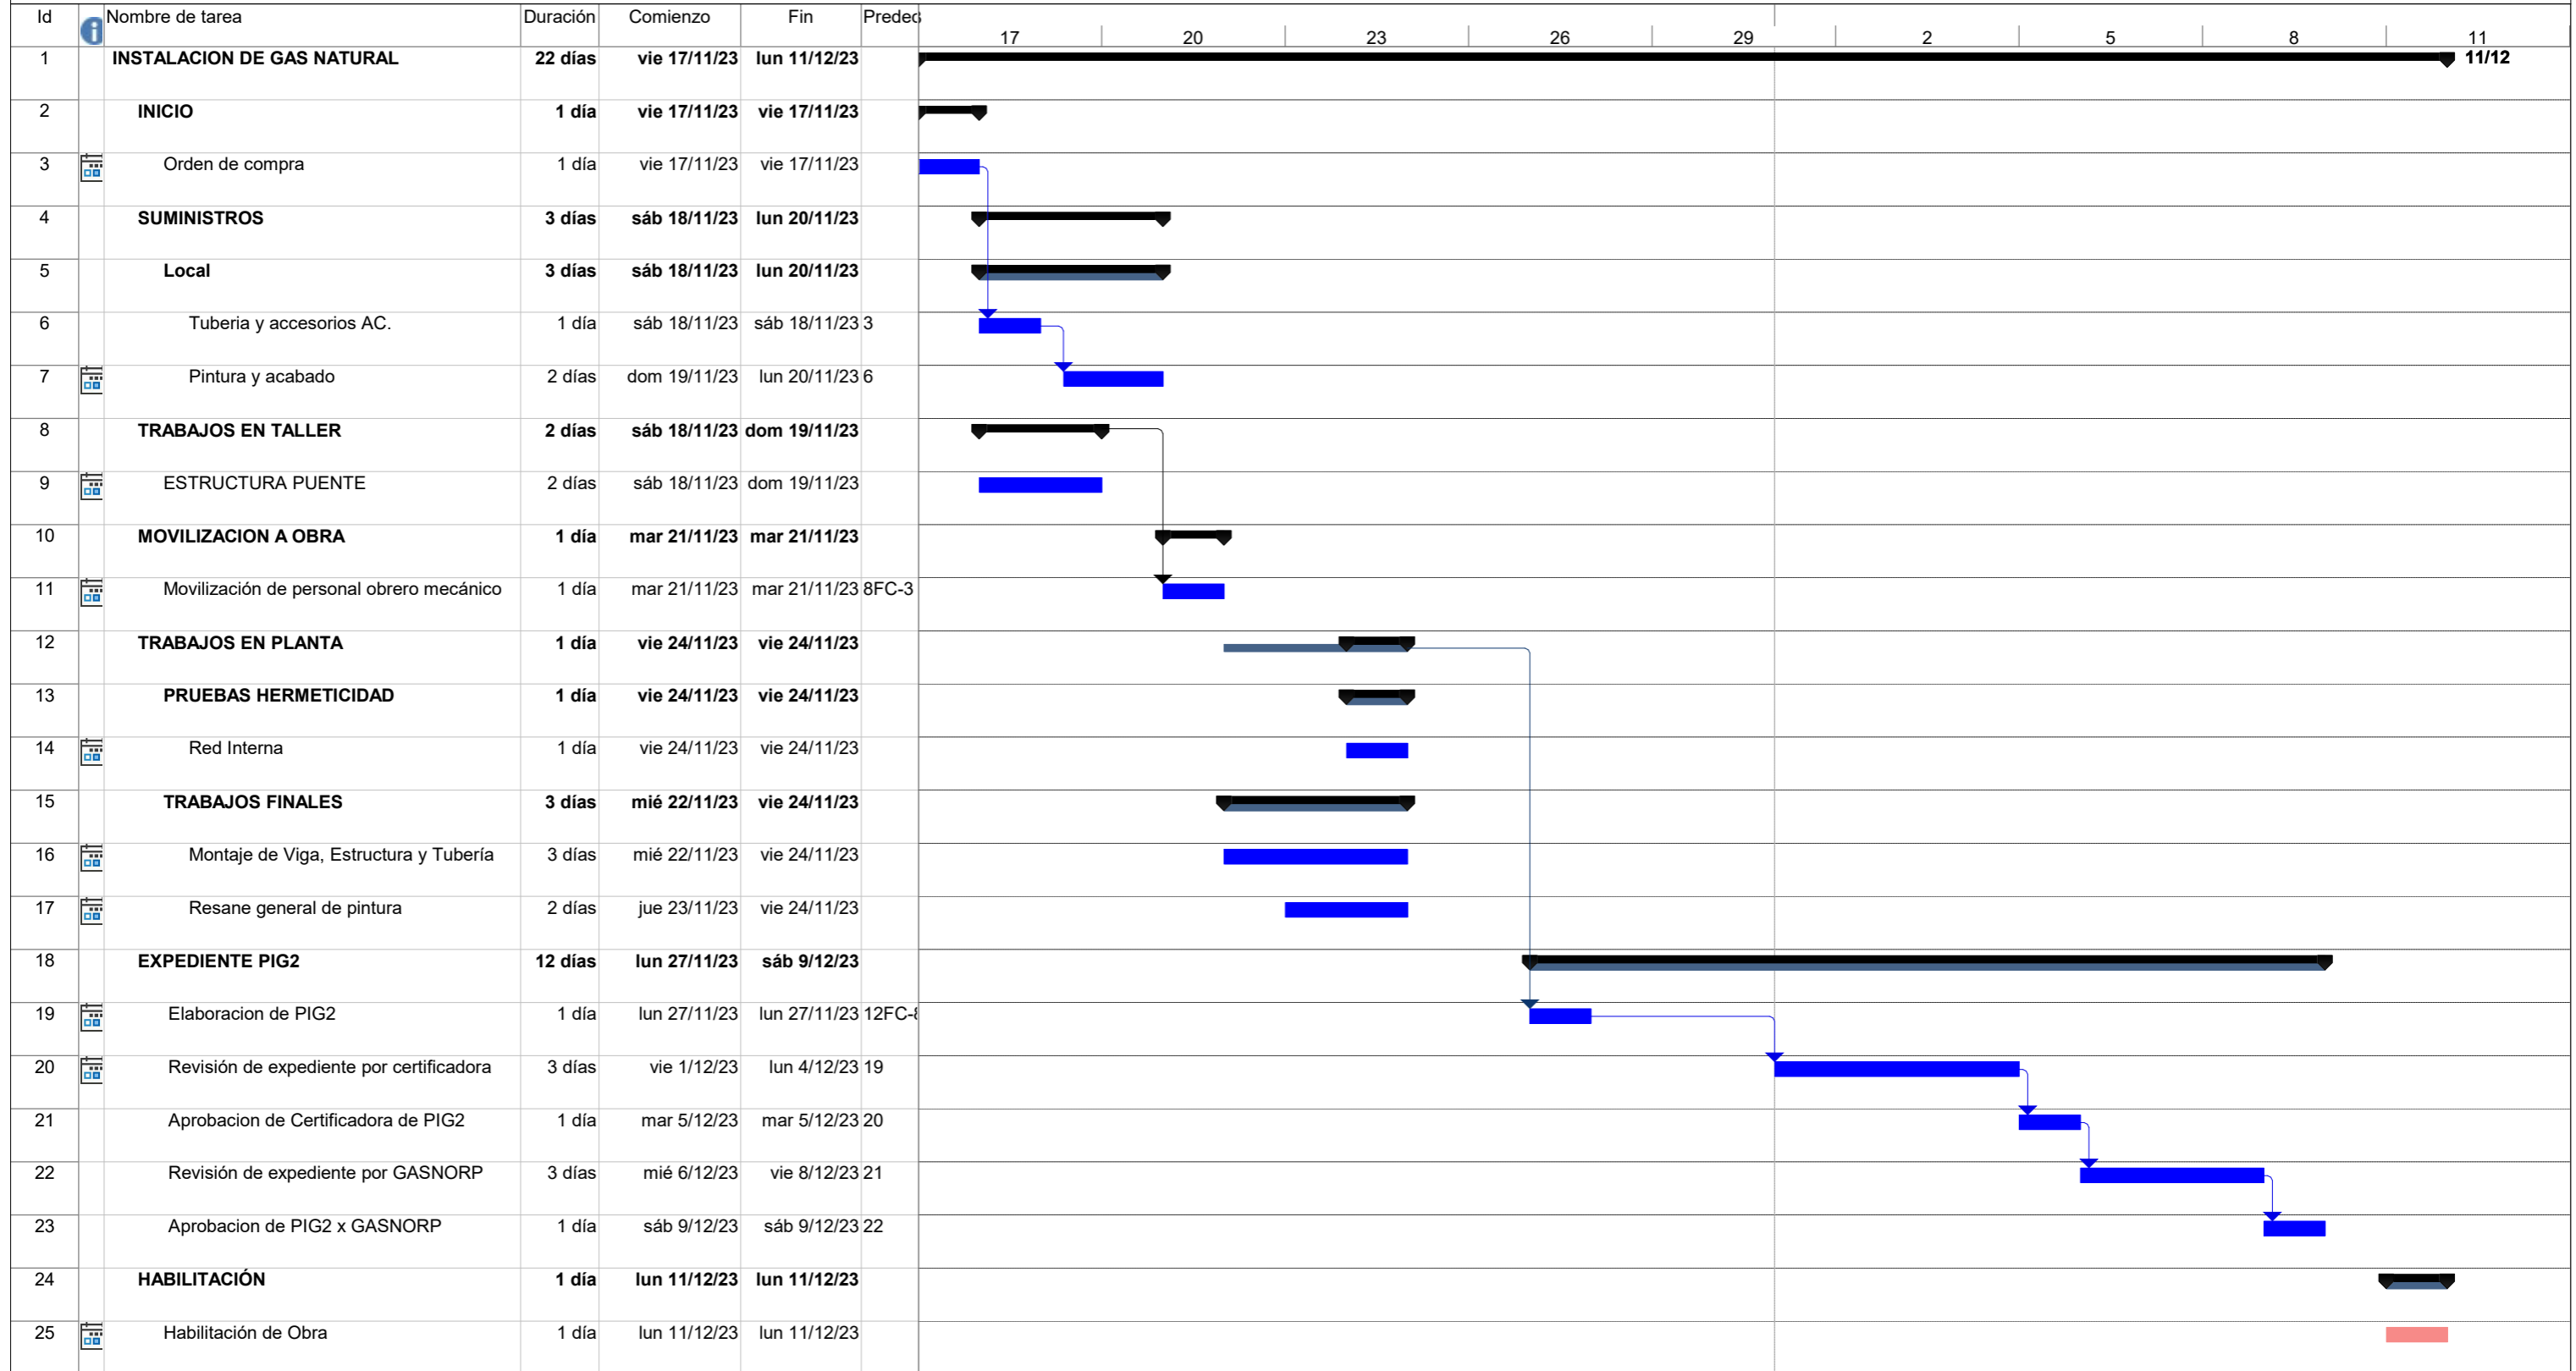 Id Nombre de tarea Duración Comienzo Fin Predec
17 20 23 26 29 2 5 8 11
1 INSTALACION DE GAS NATURAL 22 días vie 17/11/23 lun 11/12/23 11/12
2 INICIO 1 día vie 17/11/23 vie 17/11/23
3 Orden de compra 1 día vie 17/11/23 vie 17/11/23
4 SUMINISTROS 3 días sáb 18/11/23 lun 20/11/23
5 Local 3 días sáb 18/11/23 lun 20/11/23
6 Tuberia y accesorios AC. 1 día sáb 18/11/23 sáb 18/11/23 3
7 Pintura y acabado 2 días dom 19/11/23 lun 20/11/23 6
8 TRABAJOS EN TALLER 2 días sáb 18/11/23 dom 19/11/23
9 ESTRUCTURA PUENTE 2 días sáb 18/11/23 dom 19/11/23
10 MOVILIZACION A OBRA 1 día mar 21/11/23 mar 21/11/23
11 Movilización de personal obrero mecánico 1 día mar 21/11/23 mar 21/11/23 8FC-3
12 TRABAJOS EN PLANTA 1 día vie 24/11/23 vie 24/11/23
13 PRUEBAS HERMETICIDAD 1 día vie 24/11/23 vie 24/11/23
14 Red Interna 1 día vie 24/11/23 vie 24/11/23
15 TRABAJOS FINALES 3 días mié 22/11/23 vie 24/11/23
16 Montaje de Viga, Estructura y Tubería 3 días mié 22/11/23 vie 24/11/23
17 Resane general de pintura 2 días jue 23/11/23 vie 24/11/23
18 EXPEDIENTE PIG2 12 días lun 27/11/23 sáb 9/12/23
19 Elaboracion de PIG2 1 día lun 27/11/23 lun 27/11/23 12FC-8
20 Revisión de expediente por certificadora 3 días vie 1/12/23 lun 4/12/23 19
21 Aprobacion de Certificadora de PIG2 1 día mar 5/12/23 mar 5/12/23 20
22 Revisión de expediente por GASNORP 3 días mié 6/12/23 vie 8/12/23 21
23 Aprobacion de PIG2 x GASNORP 1 día sáb 9/12/23 sáb 9/12/23 22
24 HABILITACIÓN 1 día lun 11/12/23 lun 11/12/23
25 Habilitación de Obra 1 día lun 11/12/23 lun 11/12/23